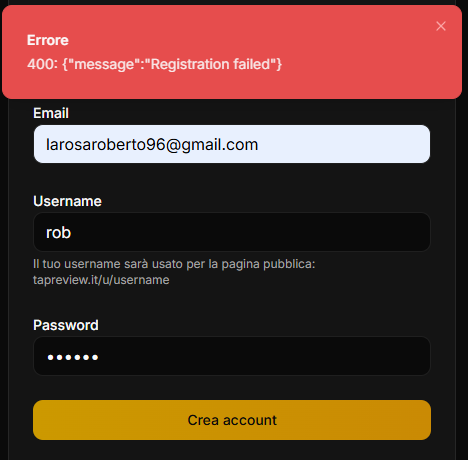 Errore
400: {"message":"Registration failed"}
Email
larosaroberto96@gmail.com
Username
rob
Il tuo username sarà usato per la pagina pubblica:
tapreview.it/u/username
Password
••••••
Crea account